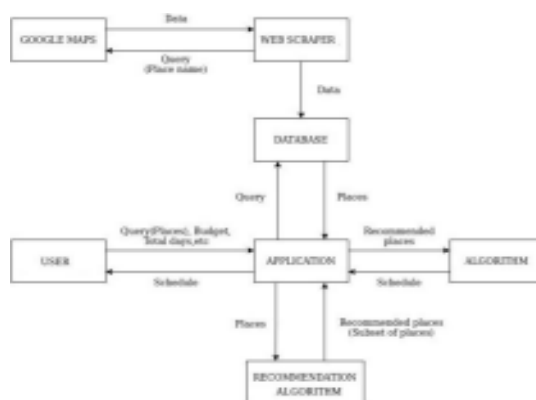 Data
GOOGLE MAPS
WEB SCRAPER
Query
(Place name)
Data
DATABASE
Query
Places
Query(Places), Budget,
Total days,etc
Recommended
places
USER
APPLICATION
ALGORITHM
Schedule
Schedule
Places
Recommended places
(Subset of places)
RECOMMENDATION
ALGORITHM